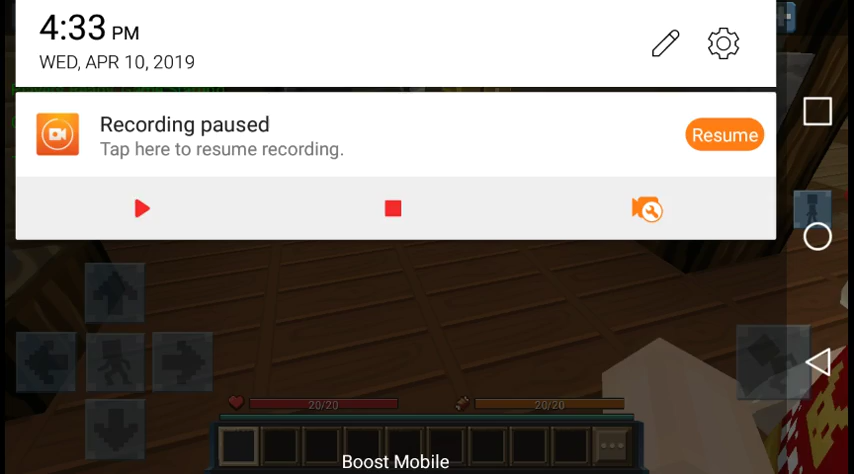 4:33 PM
WED, APR 10, 2019
Recording paused
Tap here to resume recording.
Resume
20/20
20/20
Boost Mobile